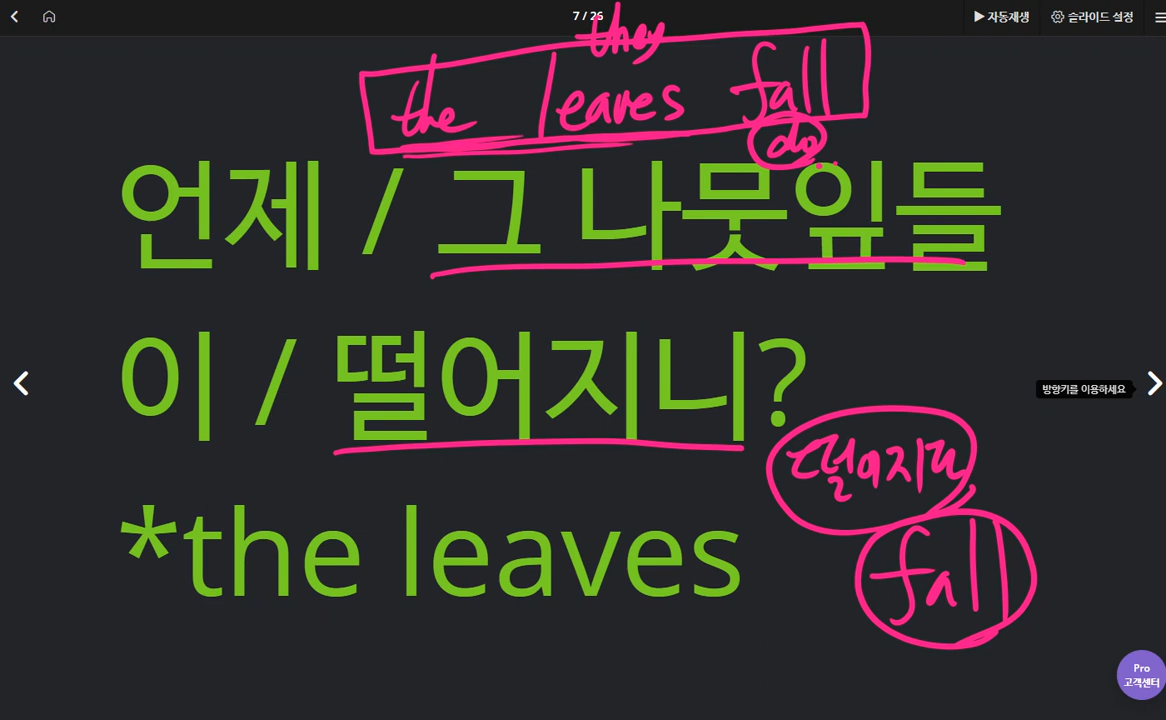 7 / 26
자동재생
슬라이드 설정
they
the leaves fall
do
언제 / 그 나뭇잎들
이 / 떨어지니?
방향키를 이용하세요
떨어지다
*the leaves
fall
Pro
고객센터